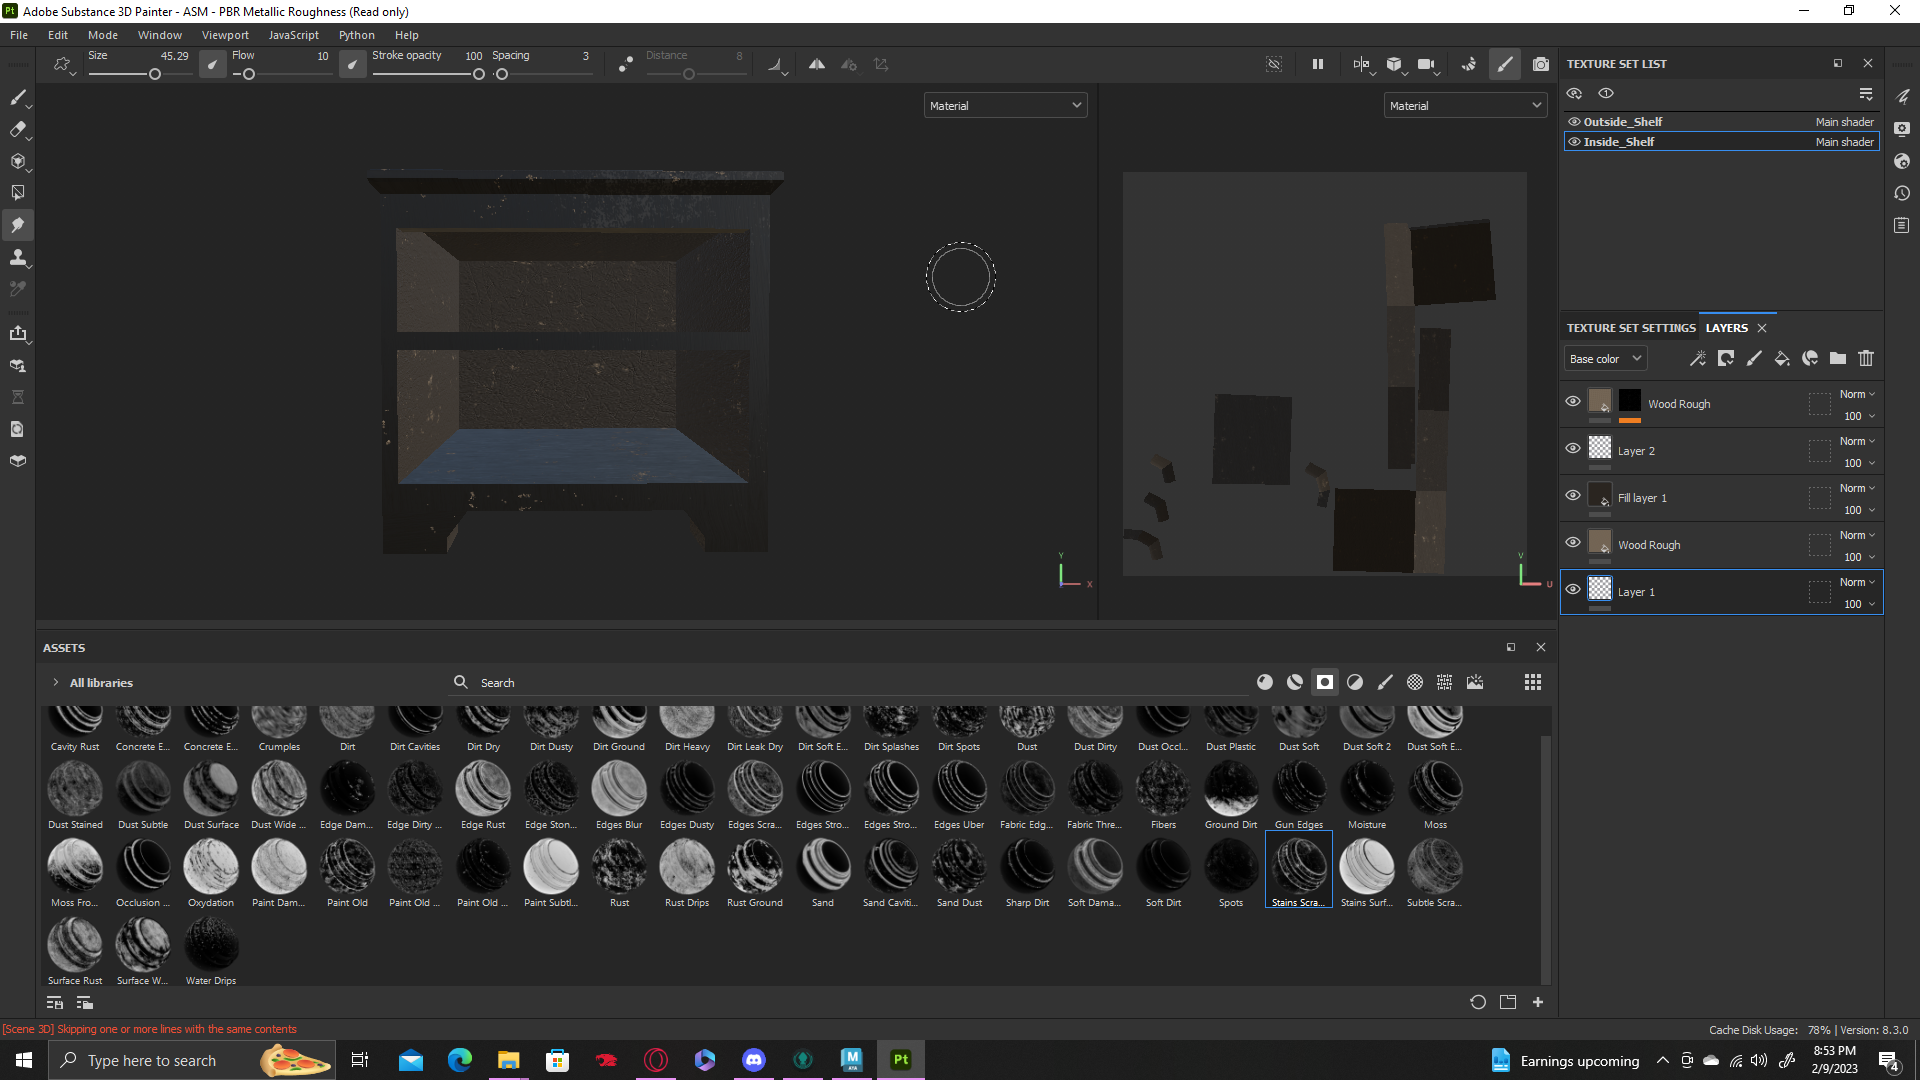 Pt Adobe Substance 3D Painter - ASM - PBR Metallic Roughness (Read only)
File Edit Mode Window Viewport JavaScript Python Help
Size 45.29 Flow 10 Stroke opacity 100 Spacing 3 Distance 8
Material
Material
Y
X
V
U
TEXTURE SET LIST
Outside_Shelf Main shader
Inside_Shelf Main shader
TEXTURE SET SETTINGS LAYERS
Base color
Wood Rough Norm 100
Layer 2 Norm 100
Fill layer 1 Norm 100
Wood Rough Norm 100
Layer 1 Norm 100
ASSETS
All libraries Search
Cavity Rust Concrete E... Concrete E... Crumples Dirt Dirt Cavities Dirt Dry Dirt Dusty Dirt Ground Dirt Heavy Dirt Leak Dry Dirt Soft E... Dirt Splashes Dirt Spots Dust Dust Dirty Dust Occl... Dust Plastic Dust Soft Dust Soft 2 Dust Soft E...
Dust Stained Dust Subtle Dust Surface Dust Wide ... Edge Dam... Edge Dirty ... Edge Rust Edge Ston... Edges Blur Edges Dusty Edges Scra... Edges Stro... Edges Stro... Edges Uber Fabric Edg... Fabric Thre... Fibers Ground Dirt Gun Edges Moisture Moss
Moss Fro... Occlusion ... Oxydation Paint Dam... Paint Old Paint Old ... Paint Old ... Paint Subtl... Rust Rust Drips Rust Ground Sand Sand Caviti... Sand Dust Sharp Dirt Soft Dama... Soft Dirt Spots Stains Scra... Stains Surf... Subtle Scra...
Surface Rust Surface W... Water Drips
[Scene 3D] Skipping one or more lines with the same contents
Cache Disk Usage: 78% | Version: 8.3.0
Type here to search
M
Pt
Earnings upcoming
8:53 PM
2/9/2023
4